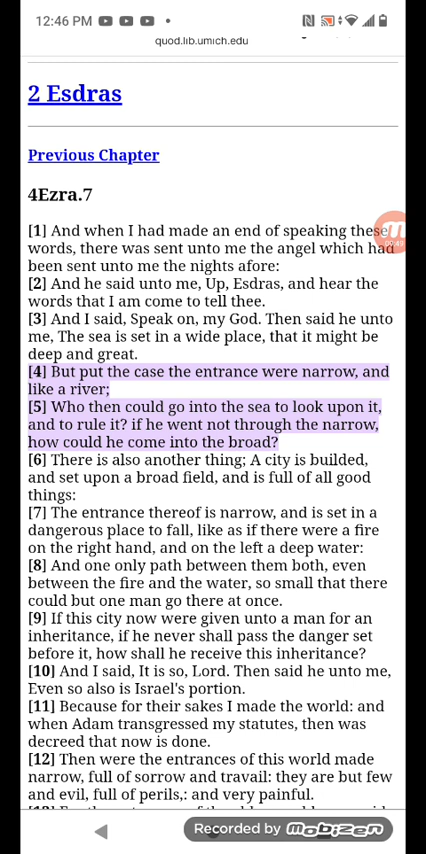 12:46 PM
quod.lib.umich.edu
2 Esdras
Previous Chapter
4Ezra.7
[1] And when I had made an end of speaking these
words, there was sent unto me the angel which had
been sent unto me the nights afore:
[2] And he said unto me, Up, Esdras, and hear the
words that I am come to tell thee.
[3] And I said, Speak on, my God. Then said he unto
me, The sea is set in a wide place, that it might be
deep and great.
[4] But put the case the entrance were narrow, and
like a river;
[5] Who then could go into the sea to look upon it,
and to rule it? if he went not through the narrow,
how could he come into the broad?
[6] There is also another thing; A city is builded,
and set upon a broad field, and is full of all good
things:
[7] The entrance thereof is narrow, and is set in a
dangerous place to fall, like as if there were a fire
on the right hand, and on the left a deep water:
[8] And one only path between them both, even
between the fire and the water, so small that there
could but one man go there at once.
[9] If this city now were given unto a man for an
inheritance, if he never shall pass the danger set
before it, how shall he receive this inheritance?
[10] And I said, It is so, Lord. Then said he unto me,
Even so also is Israel's portion.
[11] Because for their sakes I made the world: and
when Adam transgressed my statutes, then was
decreed that now is done.
[12] Then were the entrances of this world made
narrow, full of sorrow and travail: they are but few
and evil, full of perils,: and very painful.
Recorded by mobizen